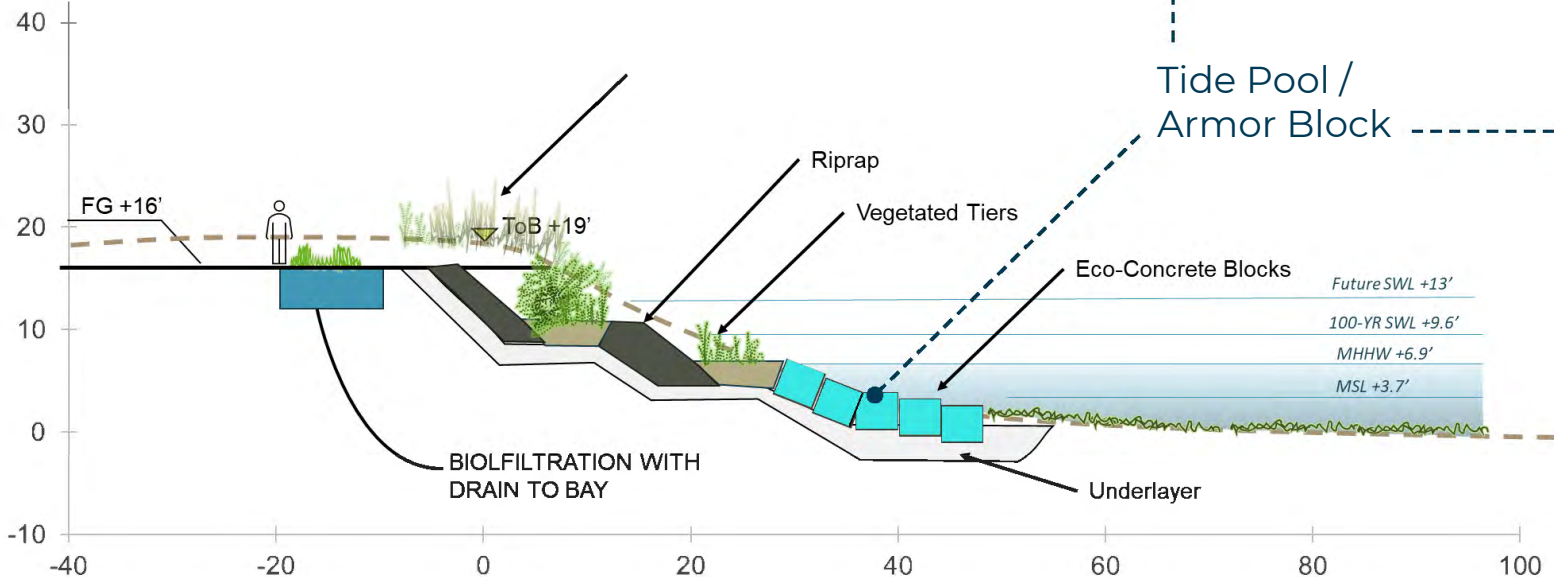 40
Tide Pool /
Armor Block
30
Riprap
FG +16'
Vegetated Tiers
20
ToB +19'
Eco-Concrete Blocks
Future SWL +13'
10
100-YR SWL +9.6'
MHHW +6.9'
MSL +3.7'
0
BIOLFILTRATION WITH
DRAIN TO BAY
Underlayer
-10
-40 -20 0 20 40 60 80 100